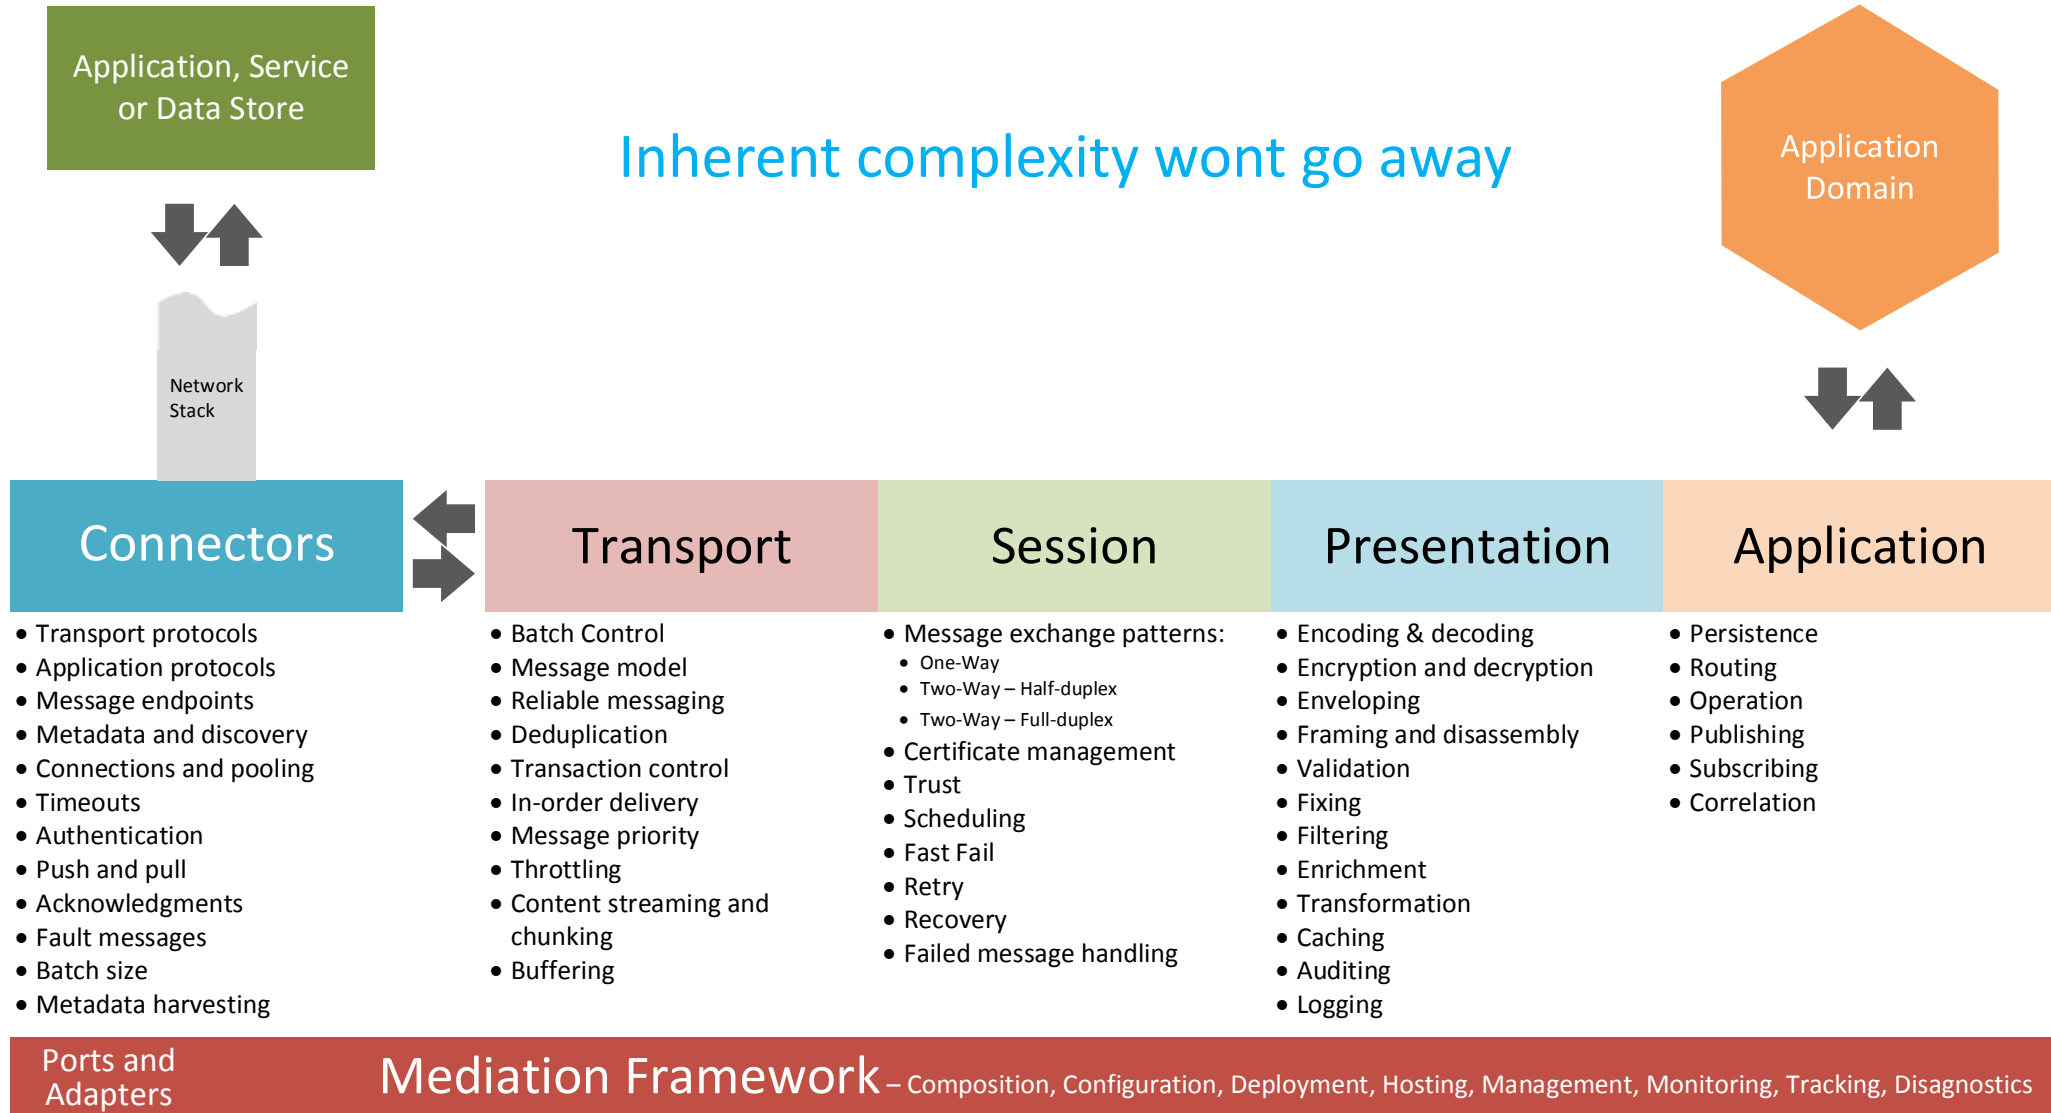 Application, Service
or Data Store
Inherent complexity wont go away
Application
Domain
Network
Stack
Connectors
Transport
Session
Presentation
Application
• Transport protocols
• Application protocols
• Message endpoints
• Metadata and discovery
• Connections and pooling
• Timeouts
• Authentication
• Push and pull
• Acknowledgments
• Fault messages
• Batch size
• Metadata harvesting
• Batch Control
• Message model
• Reliable messaging
• Deduplication
• Transaction control
• In-order delivery
• Message priority
• Throttling
• Content streaming and
chunking
• Buffering
• Message exchange patterns:
• One-Way
• Two-Way – Half-duplex
• Two-Way – Full-duplex
• Certificate management
• Trust
• Scheduling
• Fast Fail
• Retry
• Recovery
• Failed message handling
• Encoding & decoding
• Encryption and decryption
• Enveloping
• Framing and disassembly
• Validation
• Fixing
• Filtering
• Enrichment
• Transformation
• Caching
• Auditing
• Logging
• Persistence
• Routing
• Operation
• Publishing
• Subscribing
• Correlation
Ports and
Adapters
Mediation Framework – Composition, Configuration, Deployment, Hosting, Management, Monitoring, Tracking, Disagnostics